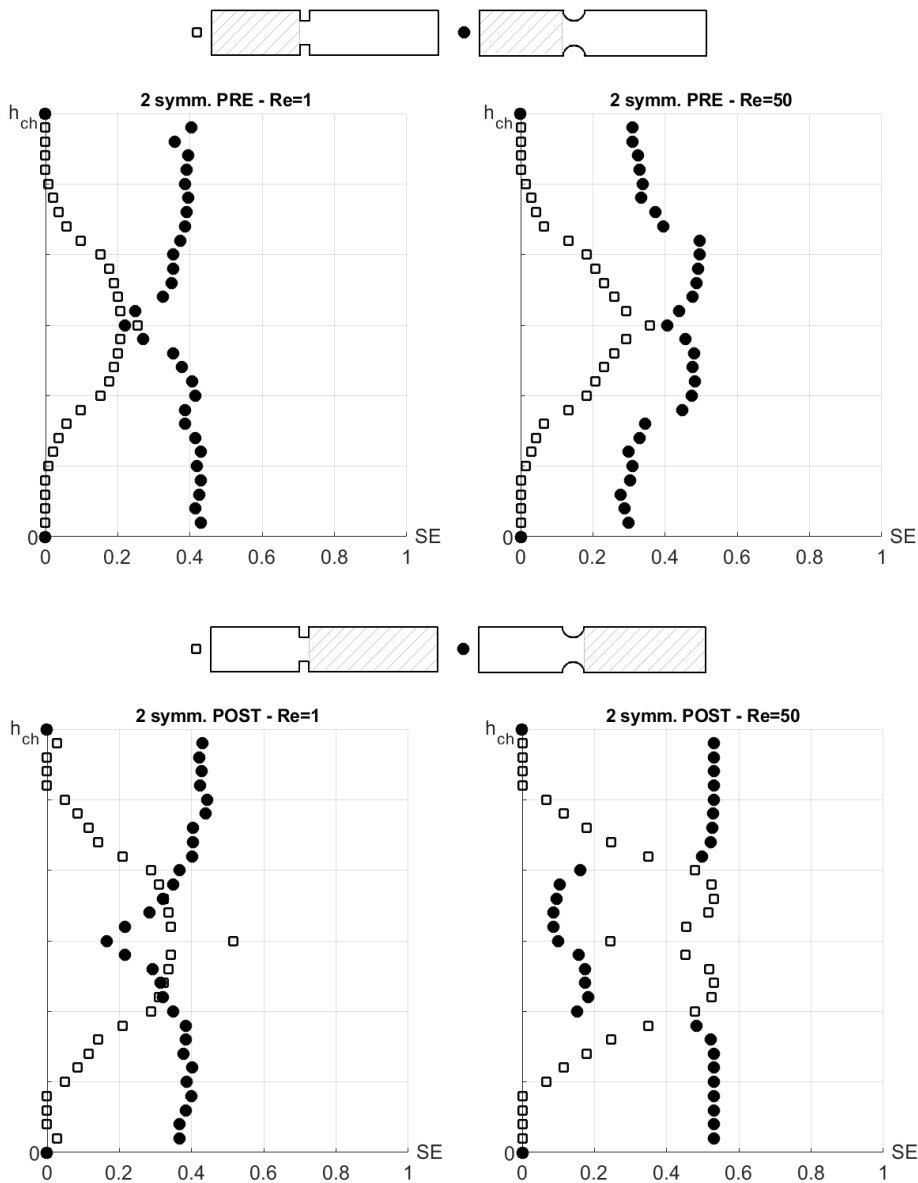 2 symm. PRE - Re=1
2 symm. PRE - Re=50
h_ch
h_ch
0
SE
0
SE
0 0.2 0.4 0.6 0.8 1
0 0.2 0.4 0.6 0.8 1
2 symm. POST - Re=1
2 symm. POST - Re=50
h_ch
h_ch
0
SE
0
SE
0 0.2 0.4 0.6 0.8 1
0 0.2 0.4 0.6 0.8 1